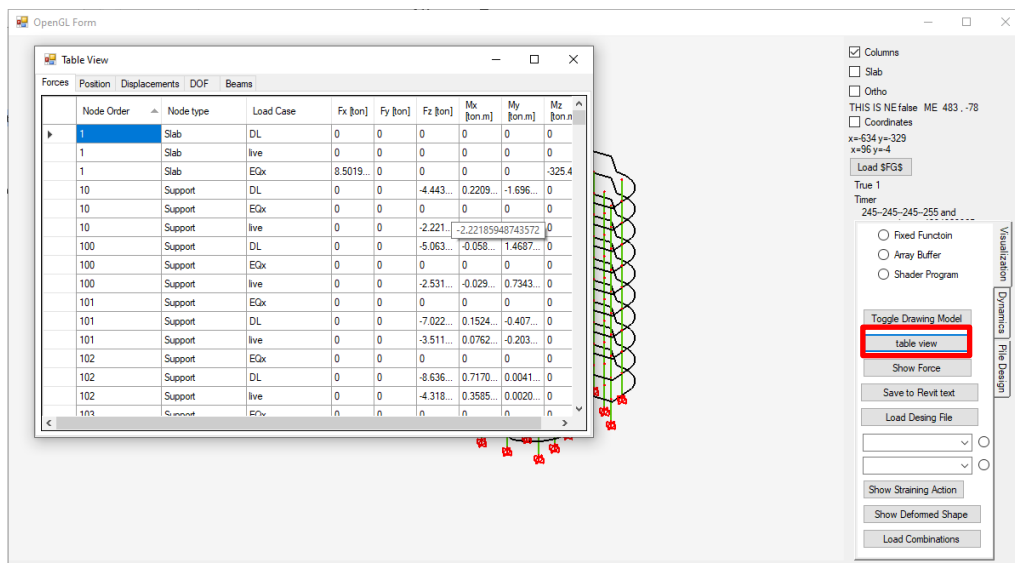 OpenGL Form
Table View
Forces Position Displacements DOF Beams
Node Order Node type Load Case Fx [ton] Fy [ton] Fz [ton] Mx [ton.m] My [ton.m] Mz [ton.m
1 Slab DL 0 0 0 0 0 0
1 Slab live 0 0 0 0 0 0
1 Slab EQx 8.5019... 0 0 0 0 -325.4
10 Support DL 0 0 -4.443... 0.2209... -1.696... 0
10 Support EQx 0 0 0 0 0 0
10 Support live 0 0 -2.221... -2.22185948743572 0
100 Support DL 0 0 -5.063... -0.058... 1.4687... 0
100 Support EQx 0 0 0 0 0 0
100 Support live 0 0 -2.531... -0.029... 0.7343... 0
101 Support EQx 0 0 0 0 0 0
101 Support DL 0 0 -7.022... 0.1524... -0.407... 0
101 Support live 0 0 -3.511... 0.0762... -0.203... 0
102 Support EQx 0 0 0 0 0 0
102 Support DL 0 0 -8.636... 0.7170... 0.0041... 0
102 Support live 0 0 -4.318... 0.3585... 0.0020... 0
103 Support EQx 0 0 0 0 0 0
Columns
Slab
Ortho
THIS IS NE false ME 483 , -78
Coordinates
x=-634 y=-329
x=96 y=-4
Load $FG$
True 1
Timer
245--245--245--255 and
Fixed Functoin
Array Buffer
Shader Program
Toggle Drawing Model
table view
Show Force
Save to Revit text
Load Desing File
Show Straining Action
Show Deformed Shape
Load Combinations
Visualization
Dynamics
Pile Design